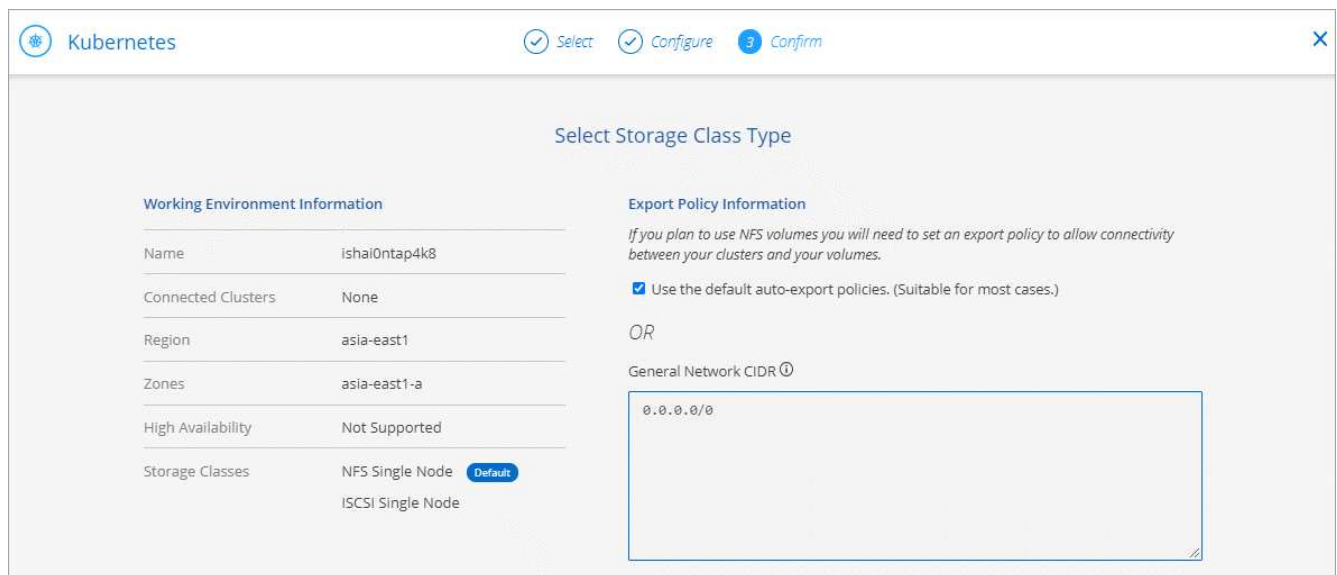 Kubernetes
Select
Configure
3 Confirm
Select Storage Class Type
Working Environment Information
Name ishai0ntap4k8
Connected Clusters None
Region asia-east1
Zones asia-east1-a
High Availability Not Supported
Storage Classes NFS Single Node Default
ISCSI Single Node
Export Policy Information
If you plan to use NFS volumes you will need to set an export policy to allow connectivity
between your clusters and your volumes.
Use the default auto-export policies. (Suitable for most cases.)
OR
General Network CIDR
0.0.0.0/0